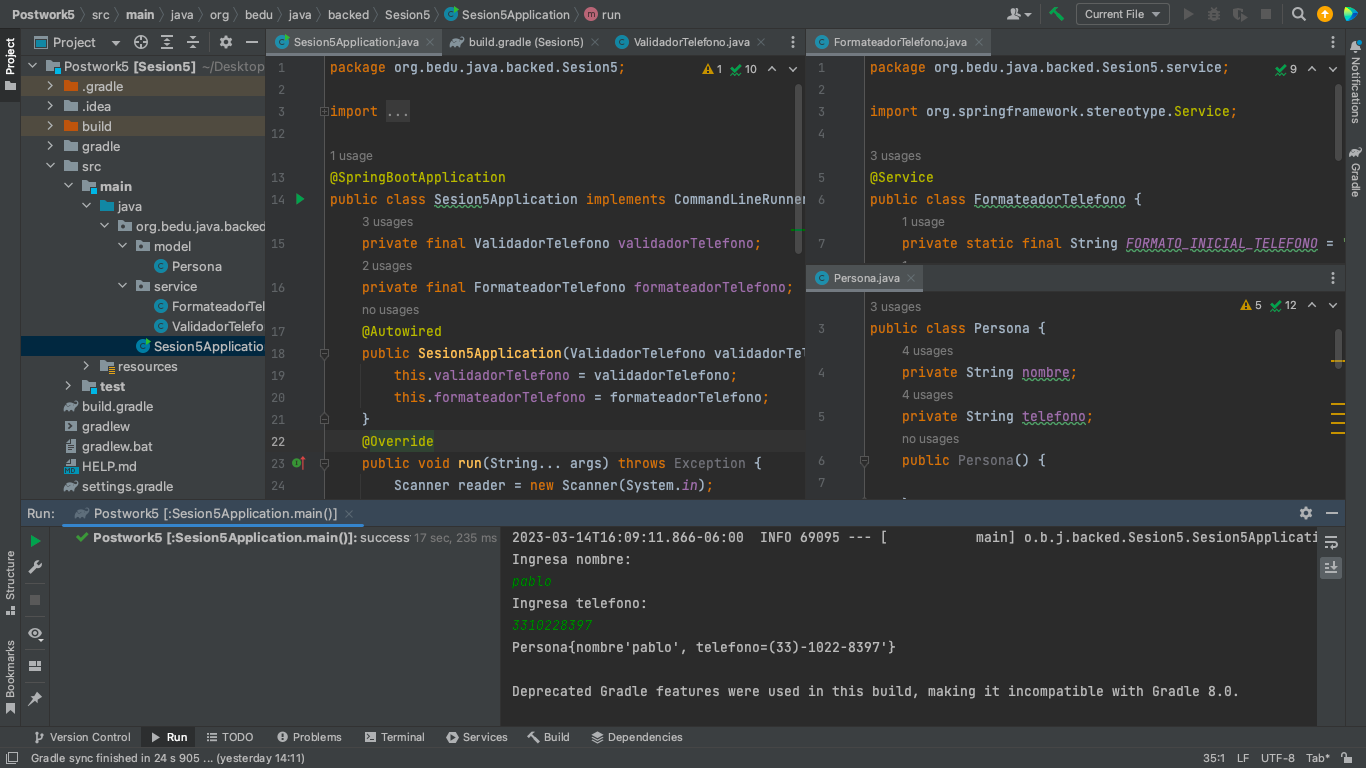 Postwork5 src main java org bedu java backed Sesion5 Sesion5Application run
Current File
Project
Sesion5Application.java
build.gradle (Sesion5)
ValidadorTelefono.java
FormateadorTelefono.java
Project
Notifications
Gradle
Postwork5 [Sesion5] ~/Desktop
.gradle
.idea
build
gradle
src
main
java
org.bedu.java.backed
model
Persona
service
FormateadorTel
ValidadorTelefo
Sesion5Applicatio
resources
test
build.gradle
gradlew
gradlew.bat
HELP.md
settings.gradle
1 package org.bedu.java.backed.Sesion5;
1 10
2
3 import ...
12
1 usage
13 @SpringBootApplication
14 public class Sesion5Application implements CommandLineRunner
3 usages
15 private final ValidadorTelefono validadorTelefono;
2 usages
16 private final FormateadorTelefono formateadorTelefono;
no usages
17 @Autowired
18 public Sesion5Application(ValidadorTelefono validadorTel
19 this.validadorTelefono = validadorTelefono;
20 this.formateadorTelefono = formateadorTelefono;
21 }
22 @Override
23 public void run(String... args) throws Exception {
24 Scanner reader = new Scanner(System.in);
1 package org.bedu.java.backed.Sesion5.service;
9
2
3 import org.springframework.stereotype.Service;
4
3 usages
5 @Service
6 public class FormateadorTelefono {
1 usage
7 private static final String FORMATO_INICIAL_TELEFONO =
Persona.java
3 usages
5 12
3 public class Persona {
4 usages
4 private String nombre;
4 usages
5 private String telefono;
no usages
6 public Persona() {
7
Run: Postwork5 [:Sesion5Application.main()]
Postwork5 [:Sesion5Application.main()]: success 17 sec, 235 ms
2023-03-14T16:09:11.866-06:00 INFO 69095 --- [ main] o.b.j.backed.Sesion5.Sesion5Applicati
Ingresa nombre:
pablo
Ingresa telefono:
3310228397
Persona{nombre'pablo', telefono=(33)-1022-8397'}
Deprecated Gradle features were used in this build, making it incompatible with Gradle 8.0.
Structure
Bookmarks
Version Control Run TODO Problems Terminal Services Build Dependencies
Gradle sync finished in 24 s 905 ... (yesterday 14:11)
35:1 LF UTF-8 Tab*